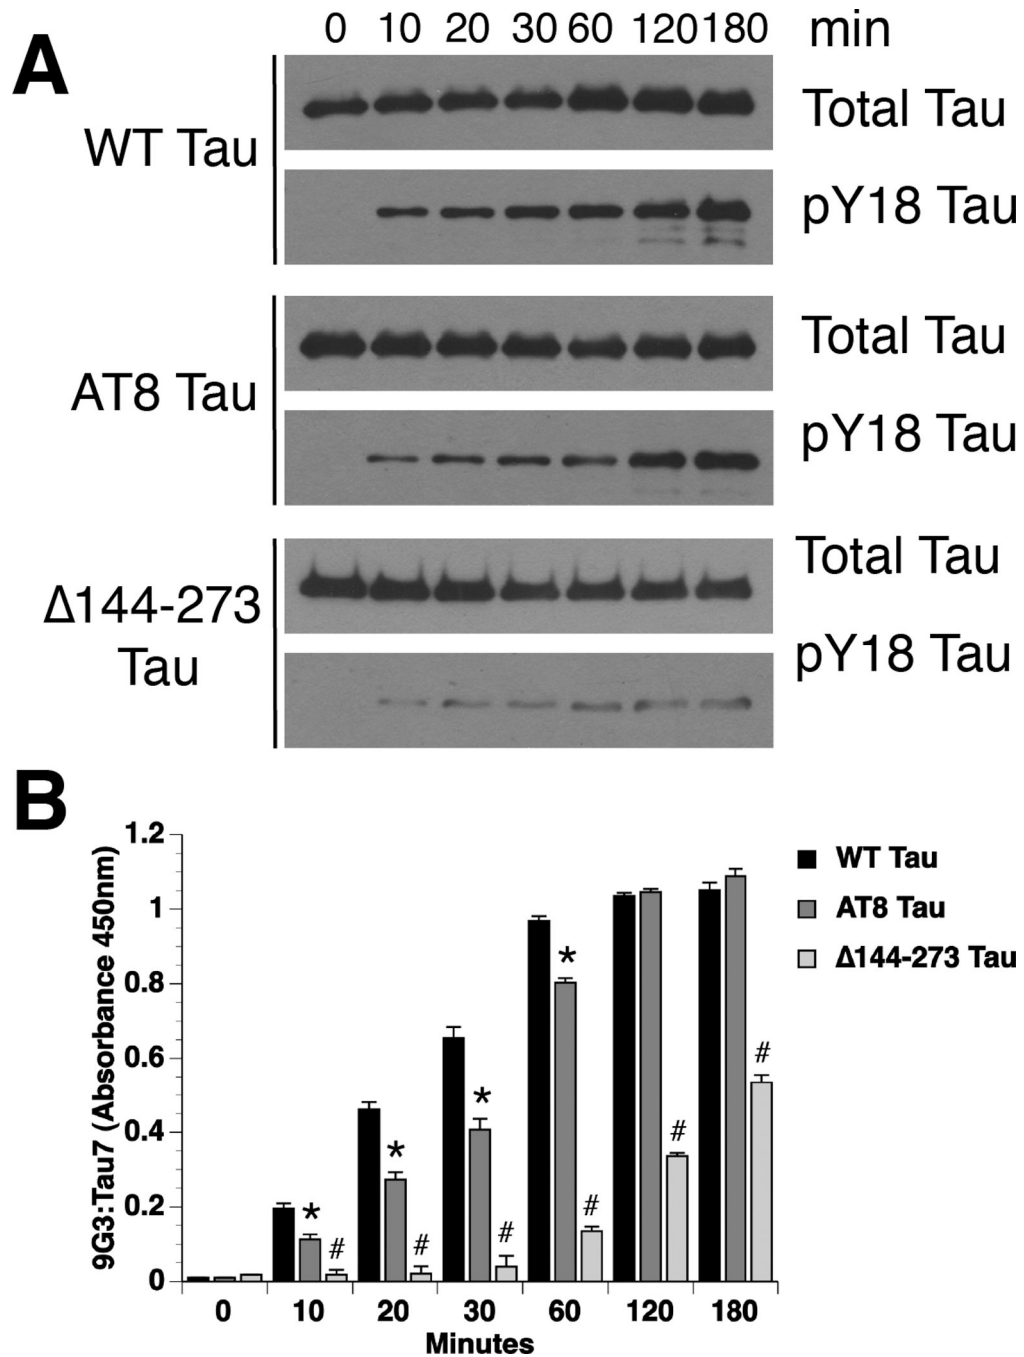 A
0 10 20 30 60 120 180 min
WT Tau
Total Tau
pY18 Tau
AT8 Tau
Total Tau
pY18 Tau
Δ144-273
Tau
Total Tau
pY18 Tau
B
9G3:Tau7 (Absorbance 450nm)
1.2
1
0.8
0.6
0.4
0.2
0
* # * # * # * # # #
0 10 20 30 60 120 180
Minutes
WT Tau
AT8 Tau
Δ144-273 Tau